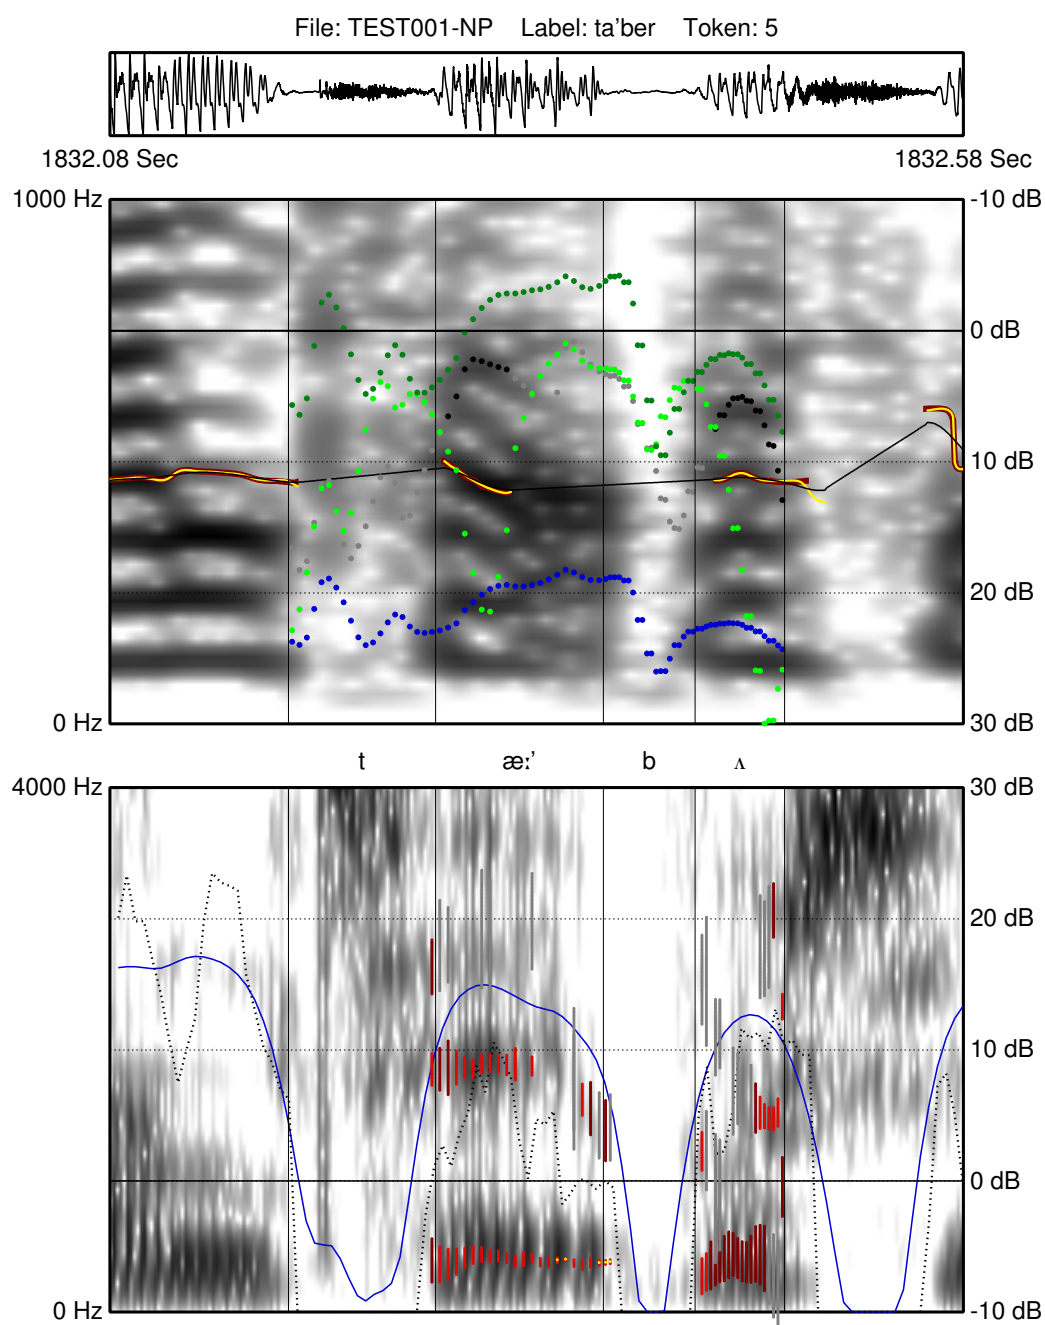 File: TEST001-NP Label: ta'ber Token: 5
1832.08 Sec 1832.58 Sec
1000 Hz -10 dB
0 dB
10 dB
20 dB
0 Hz 30 dB
t æː' b ʌ
4000 Hz 30 dB
20 dB
10 dB
0 dB
0 Hz -10 dB